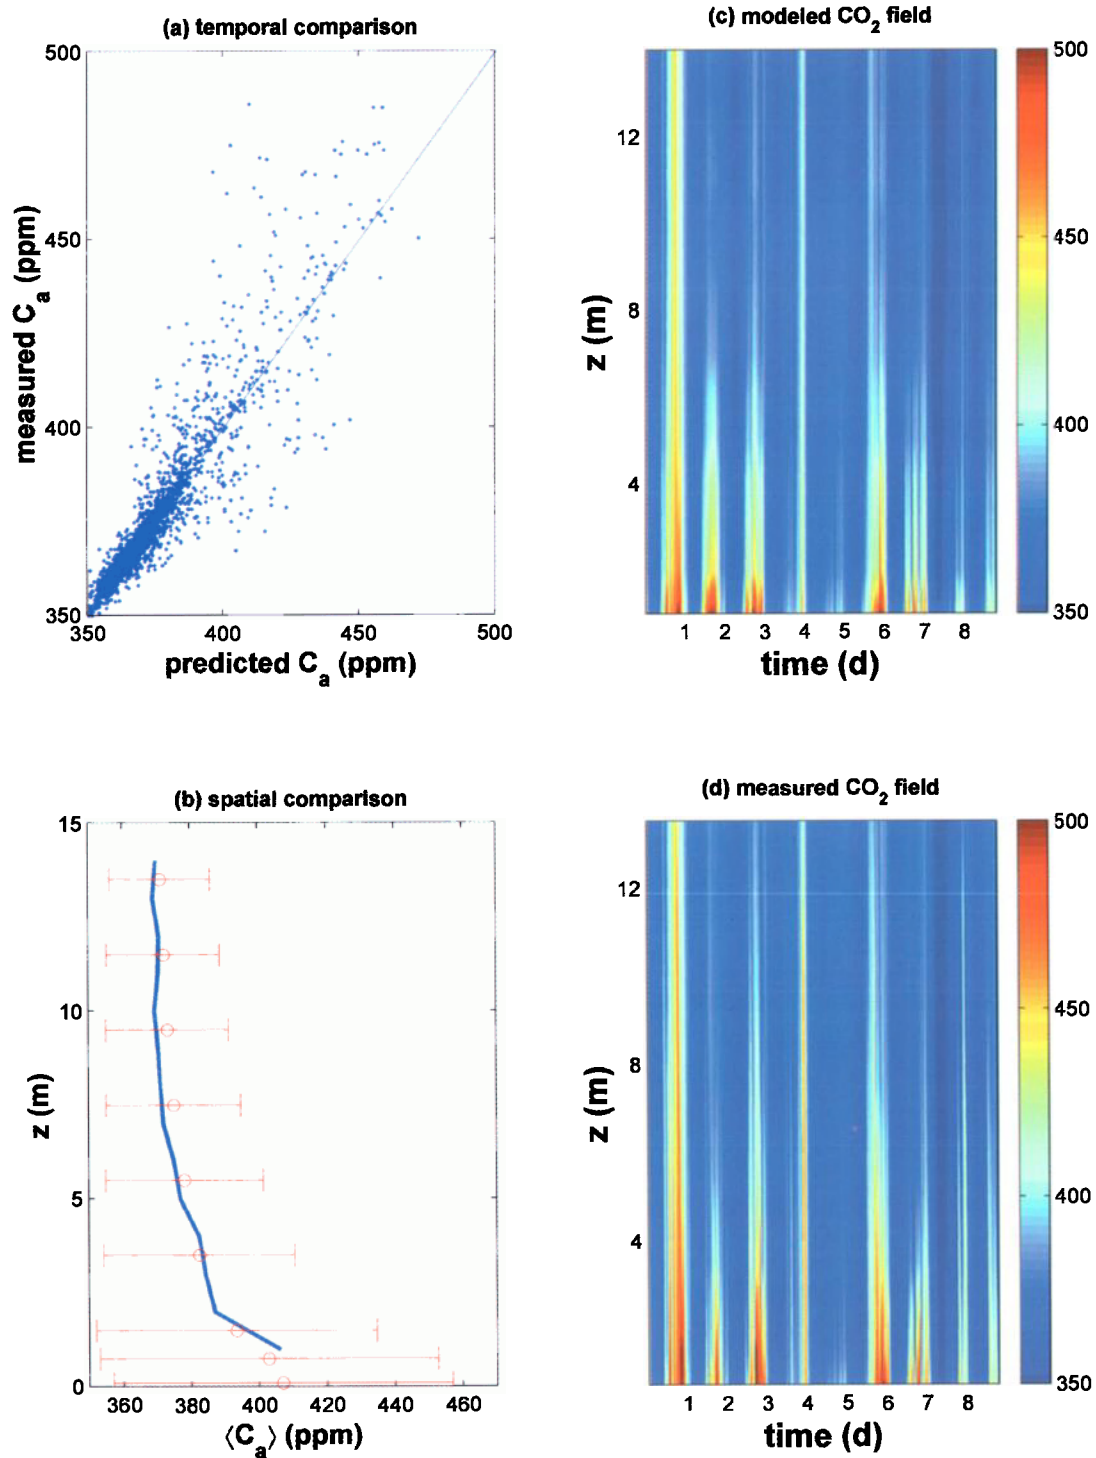 (a) temporal comparison
500
450
400
350
measured C_a (ppm)
350 400 450 500
predicted C_a (ppm)
(c) modeled CO₂ field
12
8
4
z (m)
1 2 3 4 5 6 7 8
time (d)
500
450
400
350
(b) spatial comparison
15
10
5
0
z (m)
360 380 400 420 440 460
⟨C_a⟩ (ppm)
(d) measured CO₂ field
12
8
4
z (m)
1 2 3 4 5 6 7 8
time (d)
500
450
400
350